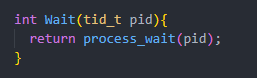 int Wait(tid_t pid){
  return process_wait(pid);
}